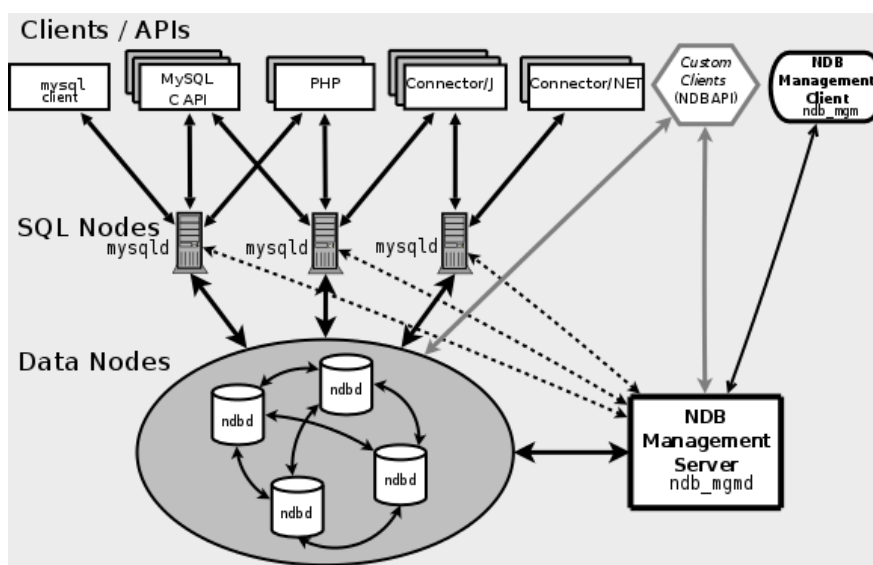 Clients / APIs
mysql
client
MySQL
C API
PHP
Connector/J
Connector/NET
Custom
Clients
(NDBAPI)
NDB
Management
Client
ndb_mgm
SQL Nodes
mysqld
mysqld
mysqld
Data Nodes
ndbd
ndbd
ndbd
ndbd
NDB
Management
Server
ndb_mgmd